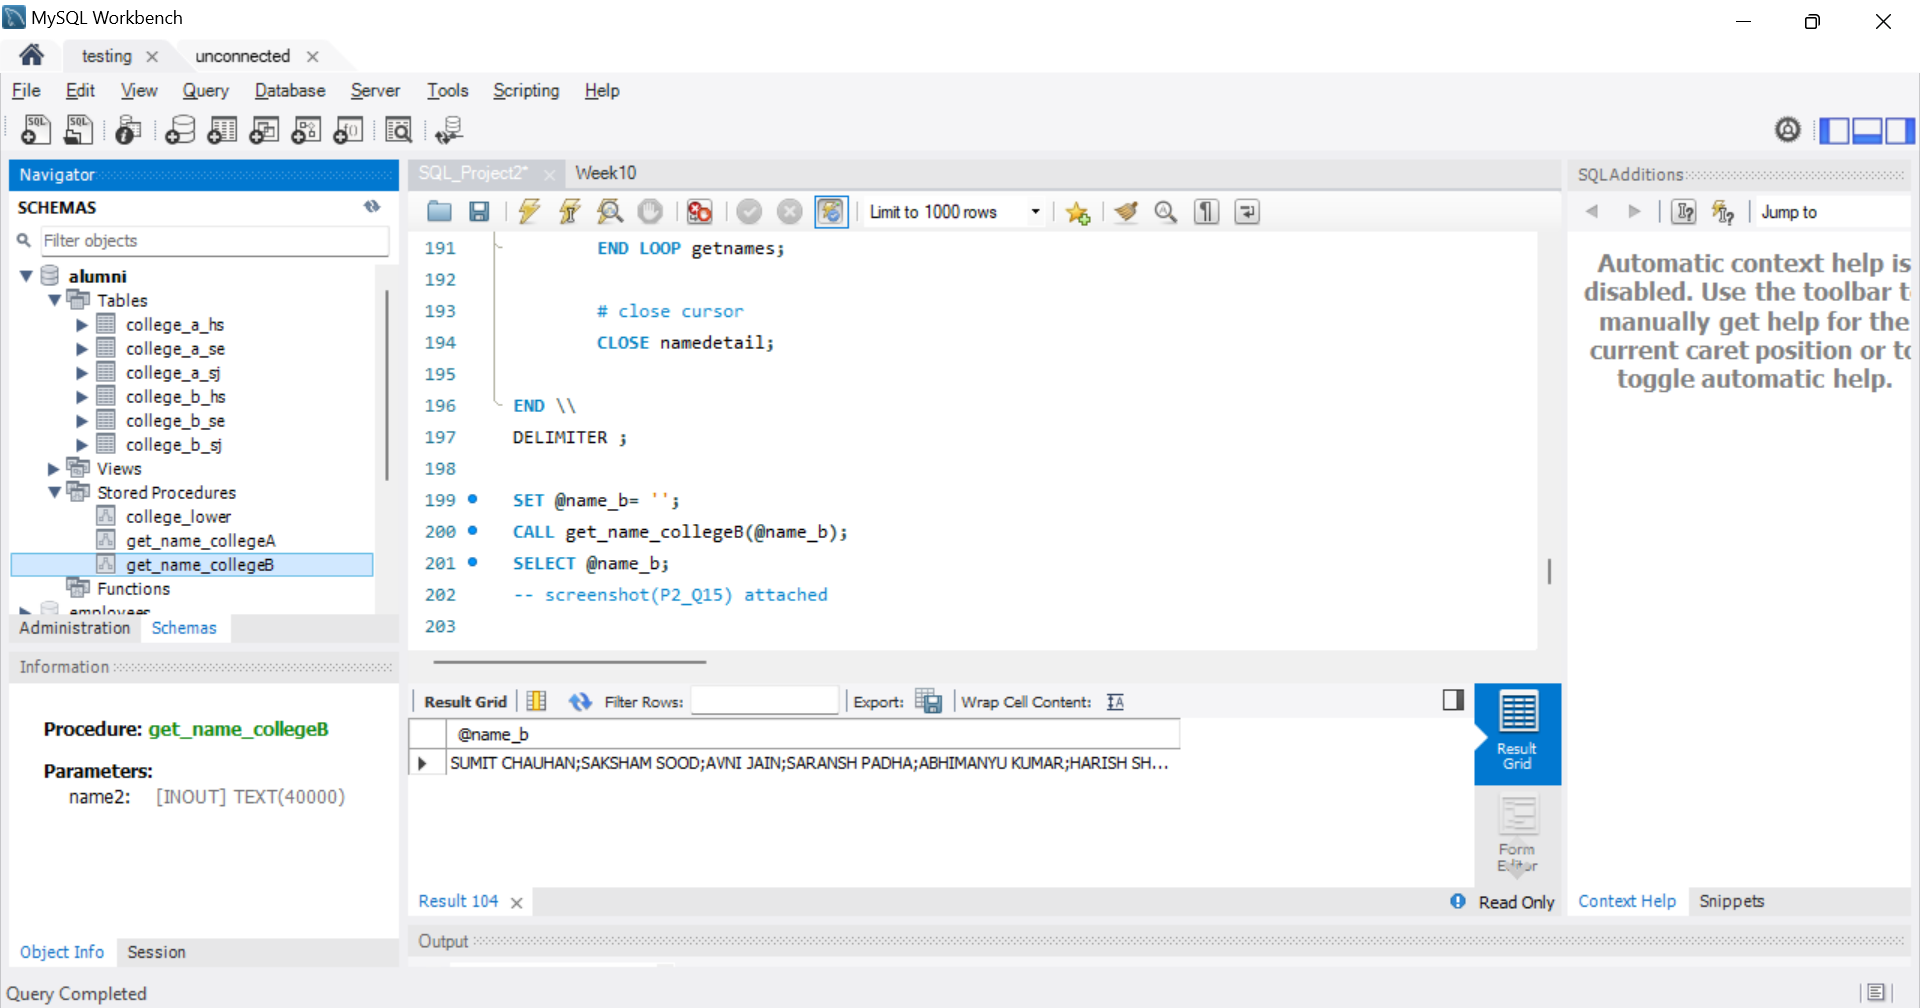 MySQL Workbench
testing
unconnected
File Edit View Query Database Server Tools Scripting Help
Navigator
SCHEMAS
Filter objects
alumni
Tables
college_a_hs
college_a_se
college_a_sj
college_b_hs
college_b_se
college_b_sj
Views
Stored Procedures
college_lower
get_name_collegeA
get_name_collegeB
Functions
employees
Administration Schemas
Information
Procedure: get_name_collegeB
Parameters:
name2: [INOUT] TEXT(40000)
Object Info Session
Query Completed
SQL_Project2* Week10
Limit to 1000 rows
191 END LOOP getnames;
192
193 # close cursor
194 CLOSE namedetail;
195
196 END \\
197 DELIMITER ;
198
199 SET @name_b= '';
200 CALL get_name_collegeB(@name_b);
201 SELECT @name_b;
202 -- screenshot(P2_Q15) attached
203
Result Grid Filter Rows: Export: Wrap Cell Content:
@name_b
SUMIT CHAUHAN;SAKSHAM SOOD;AVNI JAIN;SARANSH PADHA;ABHIMANYU KUMAR;HARISH SH...
Result Grid
Form Editor
Result 104
Read Only
Output
SQLAdditions
Jump to
Automatic context help is
disabled. Use the toolbar t
manually get help for the
current caret position or to
toggle automatic help.
Context Help Snippets